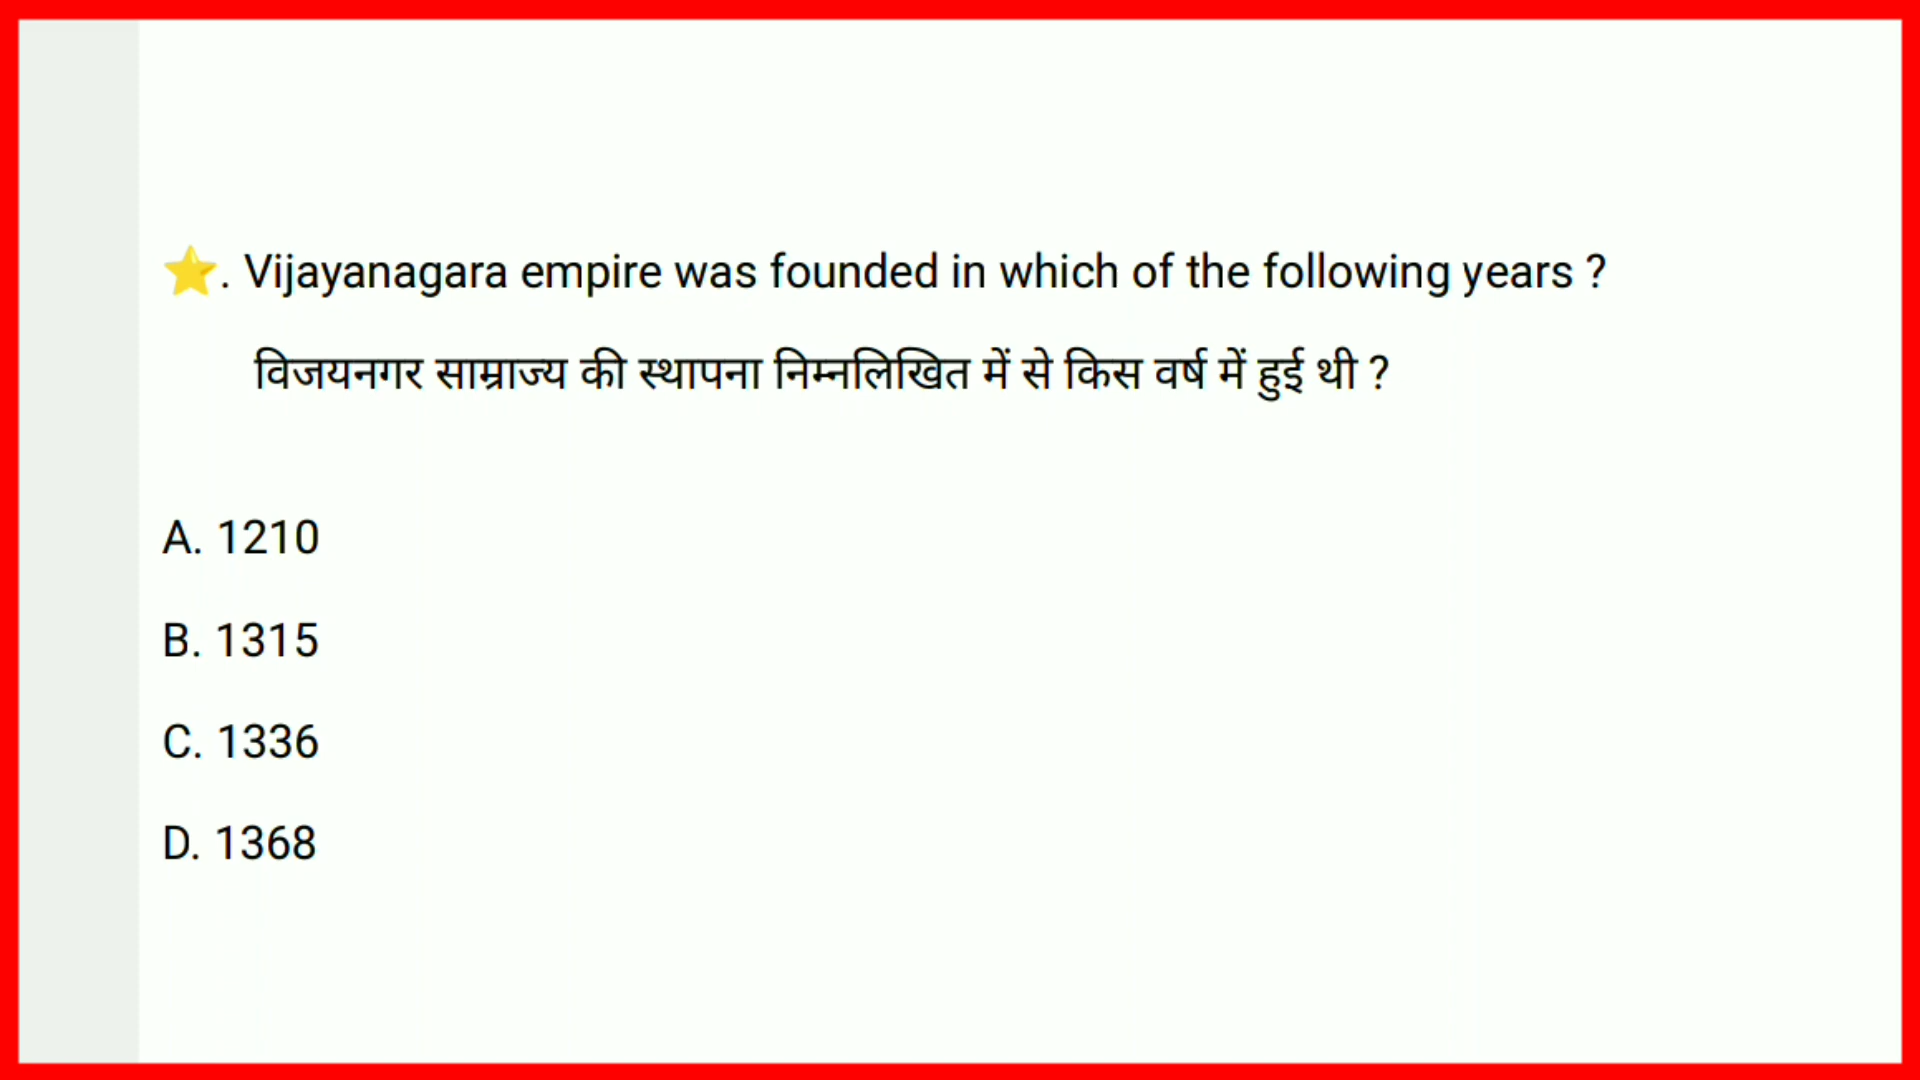 ⭐. Vijayanagara empire was founded in which of the following years ?
विजयनगर साम्राज्य की स्थापना निम्नलिखित में से किस वर्ष में हुई थी ?
A. 1210
B. 1315
C. 1336
D. 1368